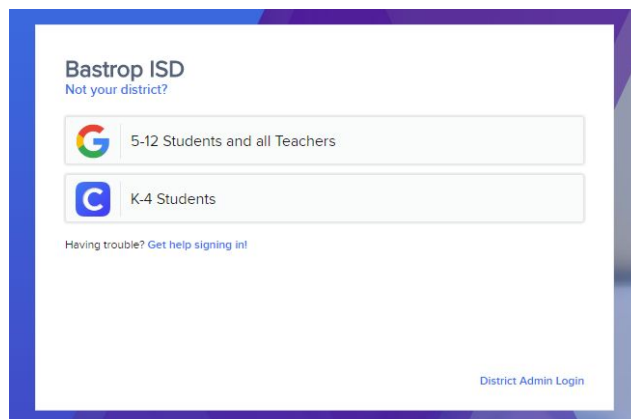 Bastrop ISD
Not your district?
G
5-12 Students and all Teachers
C
K-4 Students
Having trouble? Get help signing in!
District Admin Login